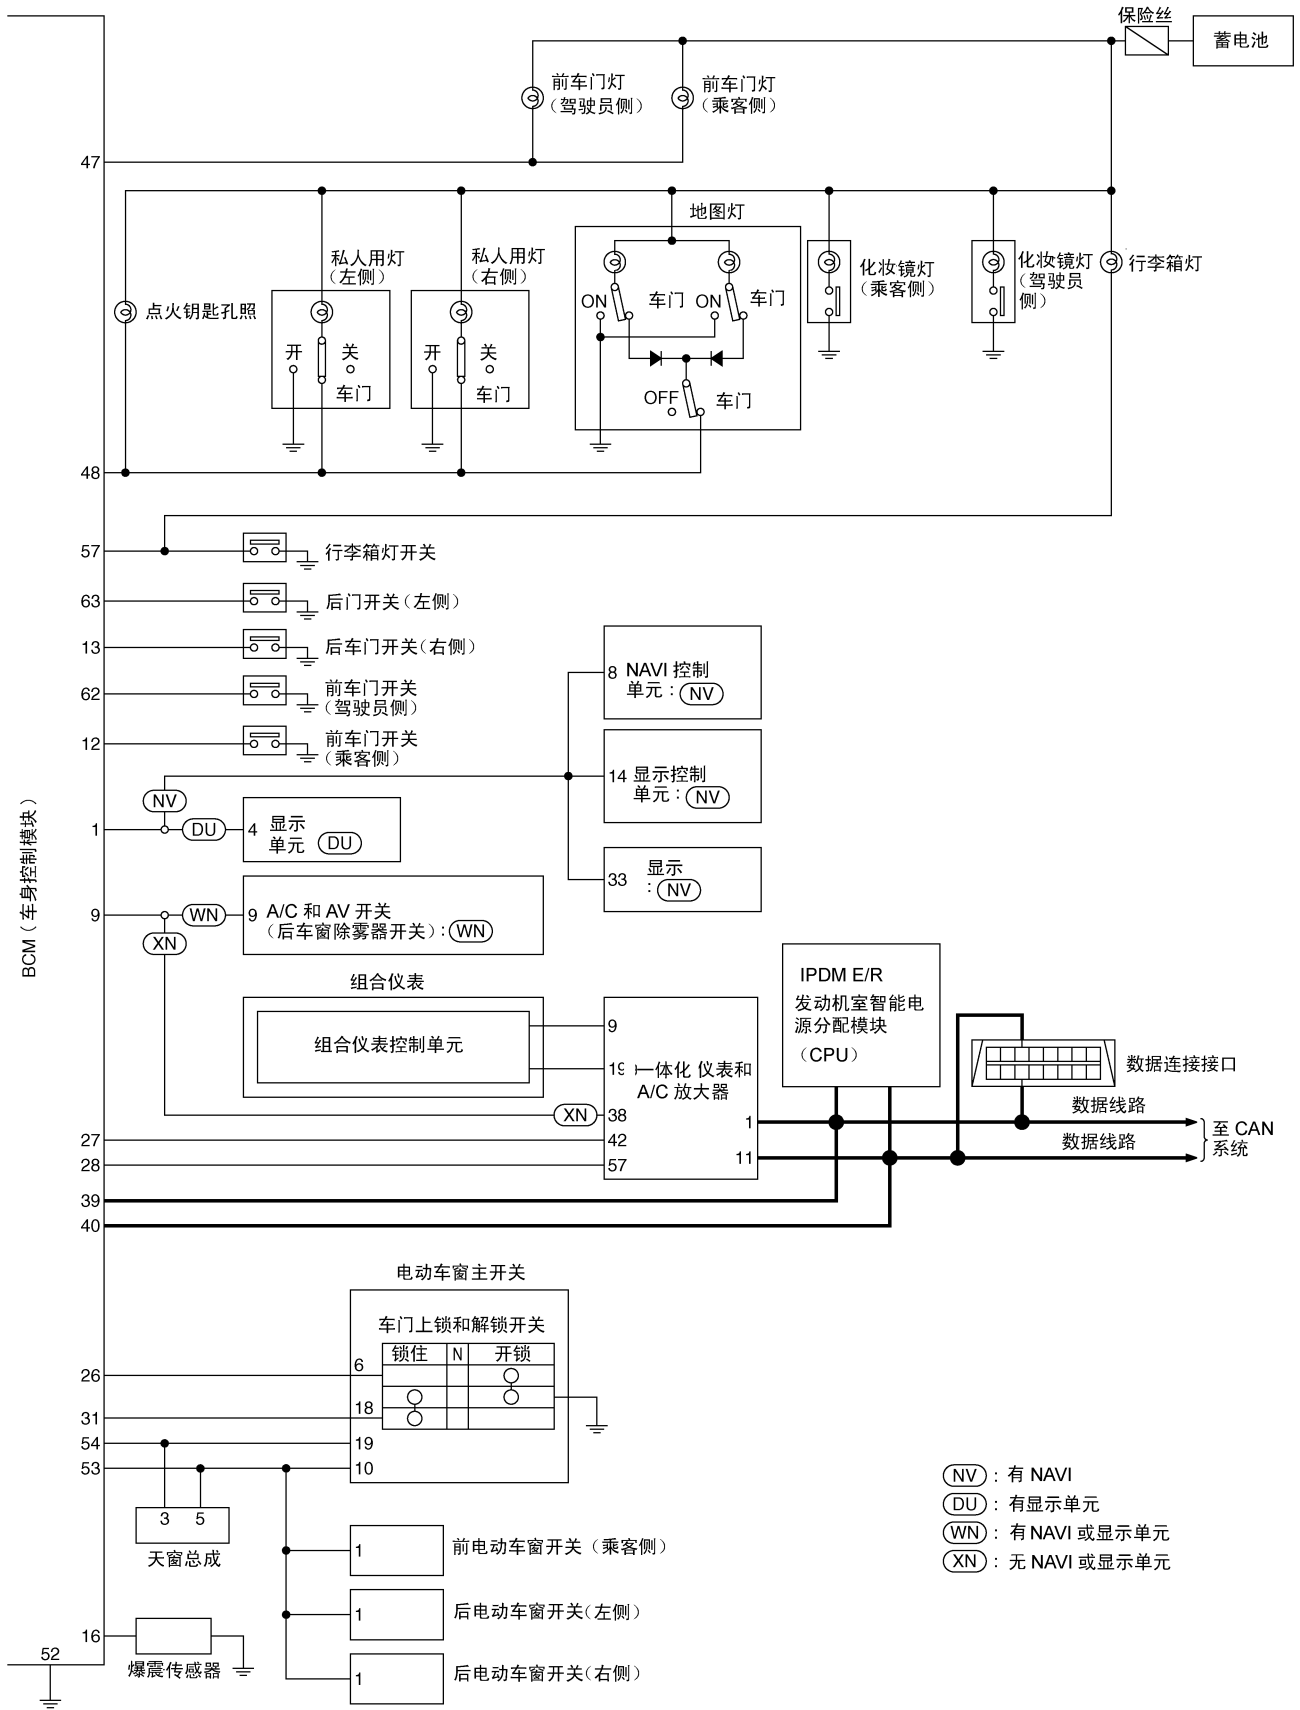 保险丝
蓄电池
前车门灯
（驾驶员侧）
前车门灯
（乘客侧）
47
地图灯
私人用灯
（左侧）
私人用灯
（右侧）
点火钥匙孔照
开 关
车门
开 关
车门
ON 车门
ON 车门
OFF 车门
化妆镜灯
（乘客侧）
化妆镜灯
（驾驶员
侧）
行李箱灯
48
57 行李箱灯开关
63 后门开关（左侧）
13 后车门开关（右侧）
62 前车门开关
（驾驶员侧）
12 前车门开关
（乘客侧）
8 NAVI 控制
单元：NV
14 显示控制
单元：NV
33 显示
：NV
BCM（车身控制模块）
NV
1 DU 4 显示
单元 DU
9 WN 9 A/C 和 AV 开关
（后车窗除雾器开关）：WN
XN
组合仪表
组合仪表控制单元
9
19 一体化 仪表和
A/C 放大器
XN 38
27 42
28 57
1
11
39
40
IPDM E/R
发动机室智能电
源分配模块
（CPU）
数据连接接口
数据线路
数据线路
至 CAN
系统
电动车窗主开关
车门上锁和解锁开关
锁住 N 开锁
26 6
31 18
54 19
53 10
3 5
天窗总成
1 前电动车窗开关（乘客侧）
1 后电动车窗开关（左侧）
1 后电动车窗开关（右侧）
16
爆震传感器
52
NV ：有 NAVI
DU ：有显示单元
WN ：有 NAVI 或显示单元
XN ：无 NAVI 或显示单元